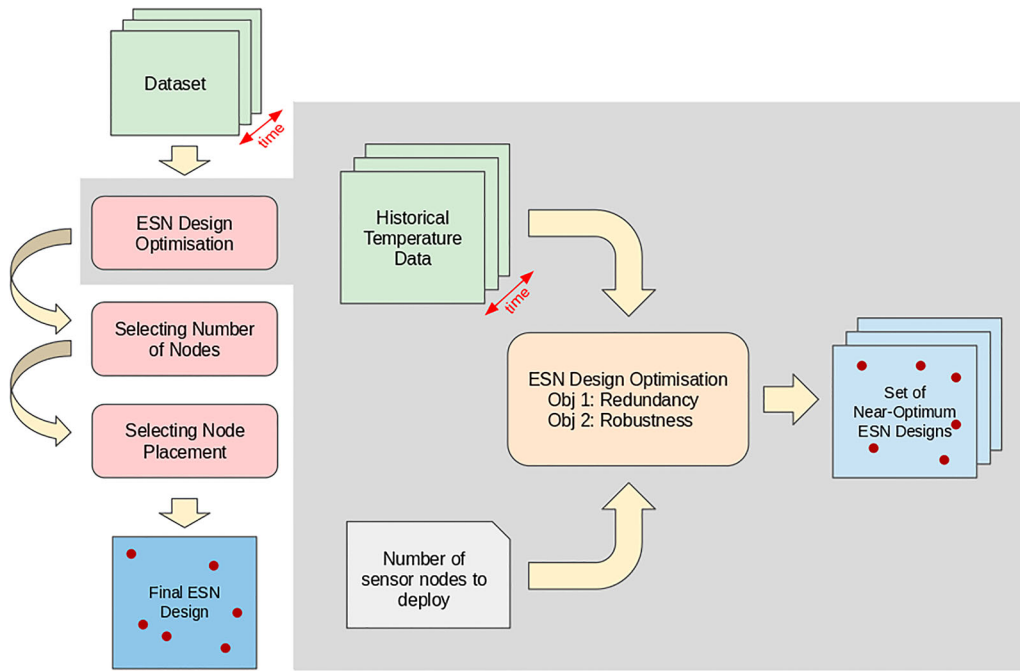 Dataset
time
ESN Design
Optimisation
Selecting Number
of Nodes
Selecting Node
Placement
Final ESN
Design
Historical
Temperature
Data
time
ESN Design Optimisation
Obj 1: Redundancy
Obj 2: Robustness
Set of
Near-Optimum
ESN Designs
Number of
sensor nodes to
deploy